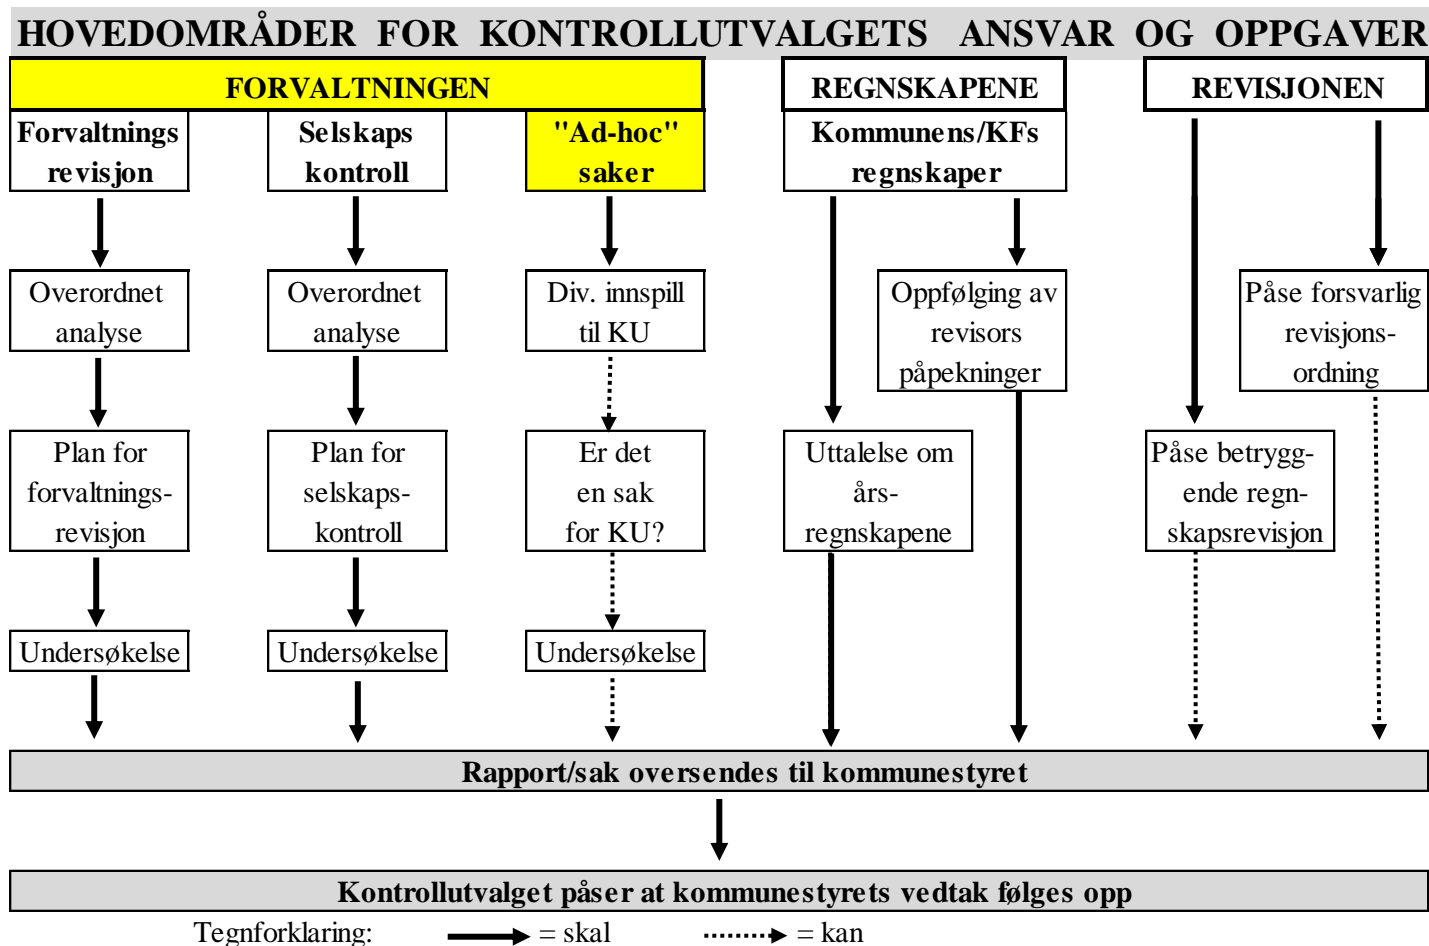 HOVEDOMRÅDER FOR KONTROLLUTVALGETS ANSVAR OG OPPGAVER
FORVALTNINGEN
REGNSKAPENE
REVISJONEN
Forvaltnings
revisjon
Selskaps
kontroll
"Ad-hoc"
saker
Kommunens/KFs
regnskaper
Overordnet
analyse
Overordnet
analyse
Div. innspill
til KU
Oppfølging av
revisors
påpekninger
Påse forsvarlig
revisjons-
ordning
Plan for
forvaltnings-
revisjon
Plan for
selskaps-
kontroll
Er det
en sak
for KU?
Uttalelse om
års-
regnskapene
Påse betrygg-
ende regn-
skapsrevisjon
Undersøkelse
Undersøkelse
Undersøkelse
Rapport/sak oversendes til kommunestyret
Kontrollutvalget påser at kommunestyrets vedtak følges opp
Tegnforklaring: = skal = kan